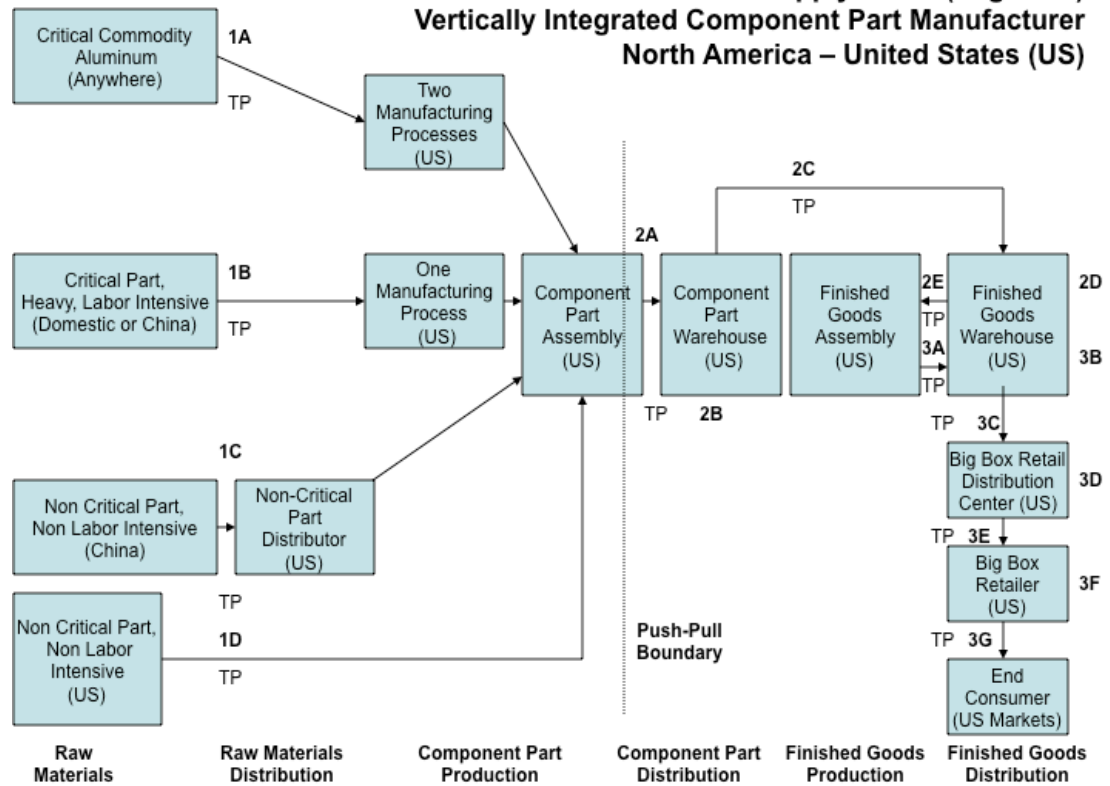 Vertically Integrated Component Part Manufacturer
North America – United States (US)
Critical Commodity
Aluminum
(Anywhere)
1A
TP
Two
Manufacturing
Processes
(US)
2C
TP
Critical Part,
Heavy, Labor Intensive
(Domestic or China)
1B
TP
One
Manufacturing
Process
(US)
Component
Part
Assembly
(US)
2A
Component
Part
Warehouse
(US)
TP 2B
Finished
Goods
Assembly
(US)
2E
TP
3A
TP
Finished
Goods
Warehouse
(US)
2D
3B
TP 3C
Non Critical Part,
Non Labor Intensive
(China)
1C
TP
Non-Critical
Part
Distributor
(US)
Big Box Retail
Distribution
Center (US)
3D
TP 3E
Big Box
Retailer
(US)
3F
Non Critical Part,
Non Labor
Intensive
(US)
1D
TP
Push-Pull
Boundary
TP 3G
End
Consumer
(US Markets)
Raw
Materials
Raw Materials
Distribution
Component Part
Production
Component Part
Distribution
Finished Goods
Production
Finished Goods
Distribution